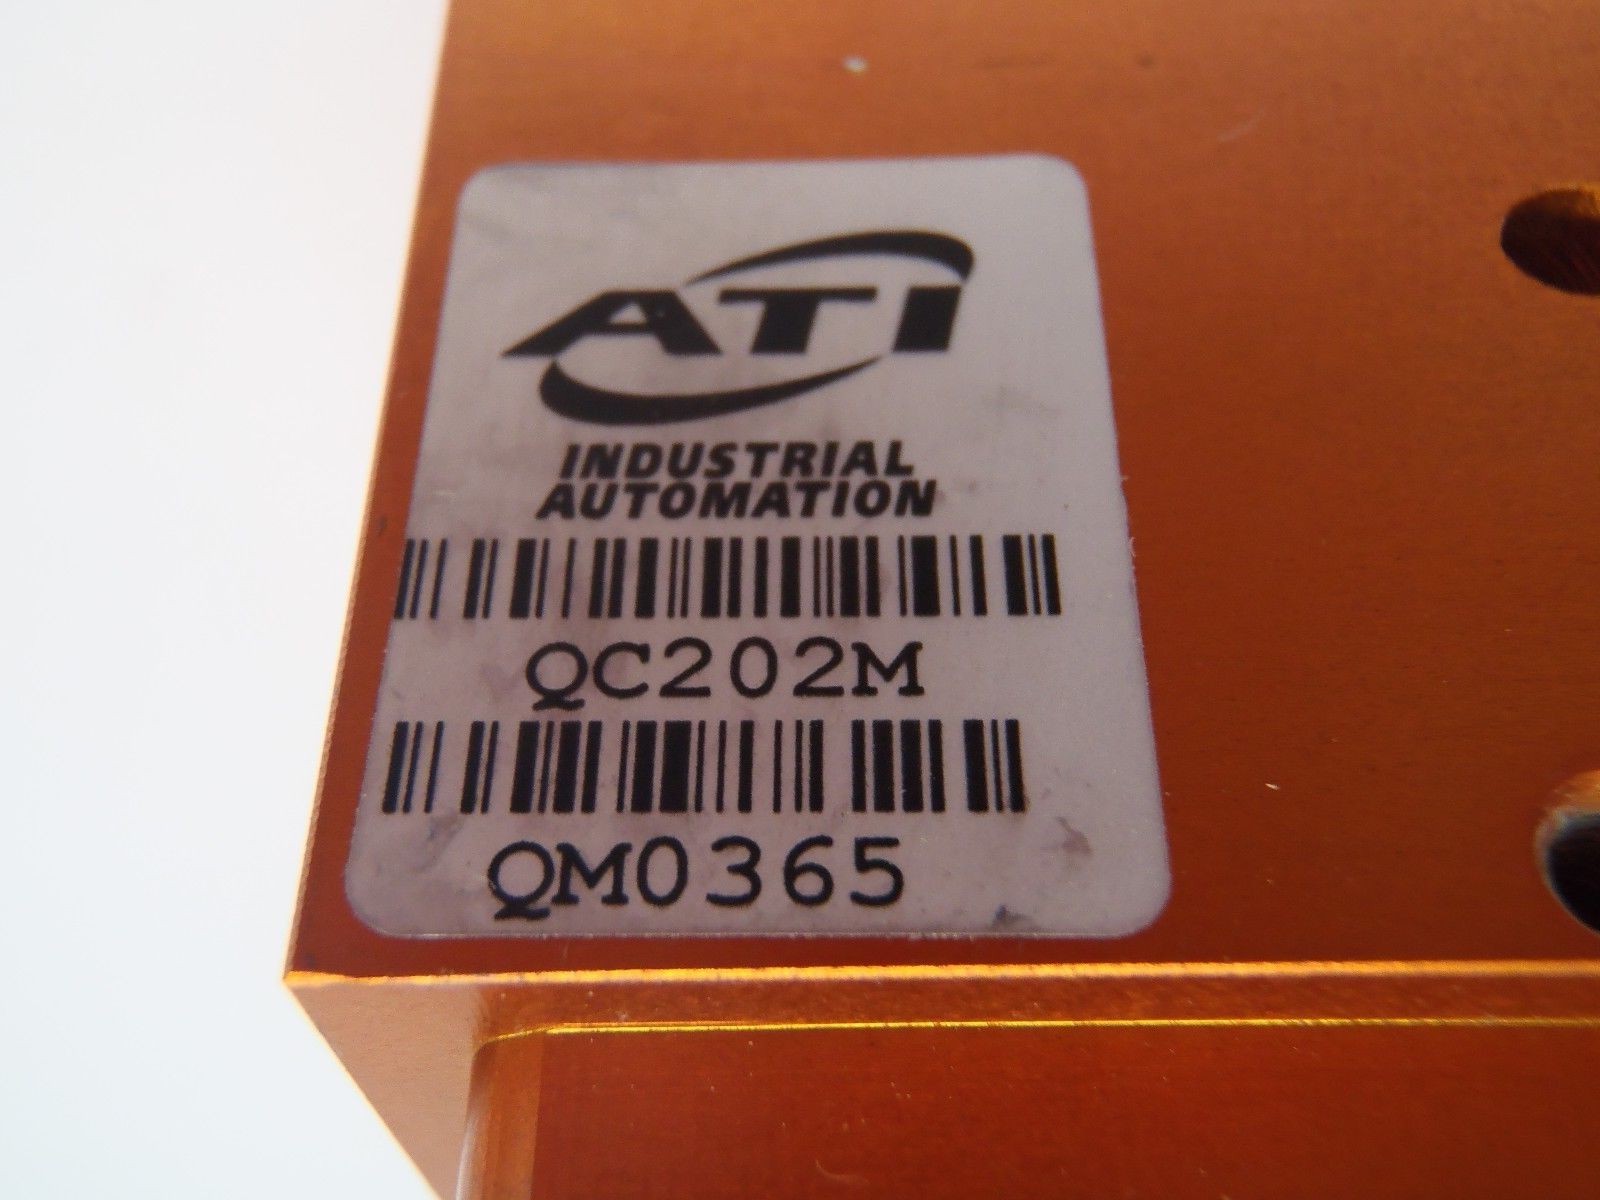 ATI
INDUSTRIAL
AUTOMATION
QC202M
QM0365